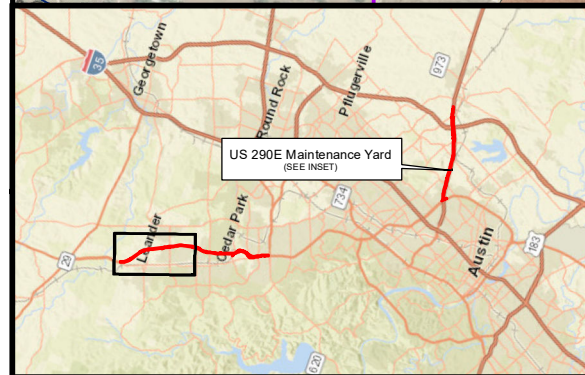 Georgetown
35
973
Round Rock
Pflugerville
US 290E Maintenance Yard
(SEE INSET)
734
Leander
Cedar Park
Austin
183
29
620